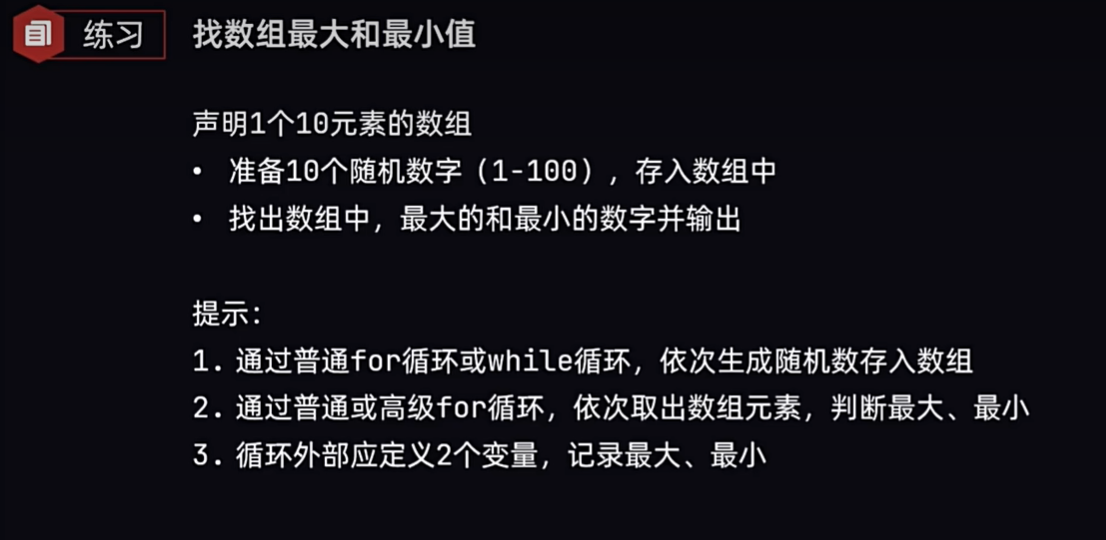 练习
找数组最大和最小值
声明1个10元素的数组
• 准备10个随机数字（1-100），存入数组中
• 找出数组中，最大的和最小的数字并输出
提示：
1. 通过普通for循环或while循环，依次生成随机数存入数组
2. 通过普通或高级for循环，依次取出数组元素，判断最大、最小
3. 循环外部应定义2个变量，记录最大、最小